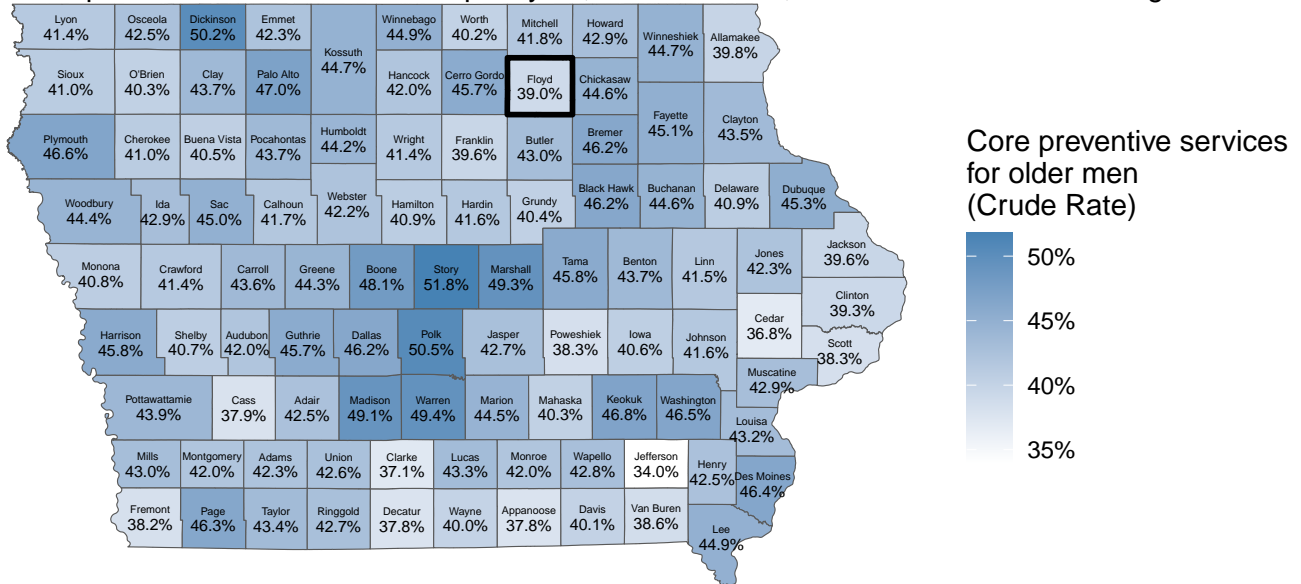 Lyon
41.4%
Osceola
42.5%
Dickinson
50.2%
Emmet
42.3%
Kossuth
44.7%
Winnebago
44.9%
Worth
40.2%
Mitchell
41.8%
Howard
42.9%
Winneshiek
44.7%
Allamakee
39.8%
Sioux
41.0%
O'Brien
40.3%
Clay
43.7%
Palo Alto
47.0%
Hancock
42.0%
Cerro Gordo
45.7%
Floyd
39.0%
Chickasaw
44.6%
Fayette
45.1%
Clayton
43.5%
Plymouth
46.6%
Cherokee
41.0%
Buena Vista
40.5%
Pocahontas
43.7%
Humboldt
44.2%
Wright
41.4%
Franklin
39.6%
Butler
43.0%
Bremer
46.2%
Woodbury
44.4%
Ida
42.9%
Sac
45.0%
Calhoun
41.7%
Webster
42.2%
Hamilton
40.9%
Hardin
41.6%
Grundy
40.4%
Black Hawk
46.2%
Buchanan
44.6%
Delaware
40.9%
Dubuque
45.3%
Monona
40.8%
Crawford
41.4%
Carroll
43.6%
Greene
44.3%
Boone
48.1%
Story
51.8%
Marshall
49.3%
Tama
45.8%
Benton
43.7%
Linn
41.5%
Jones
42.3%
Jackson
39.6%
Clinton
39.3%
Harrison
45.8%
Shelby
40.7%
Audubon
42.0%
Guthrie
45.7%
Dallas
46.2%
Polk
50.5%
Jasper
42.7%
Poweshiek
38.3%
Iowa
40.6%
Johnson
41.6%
Cedar
36.8%
Scott
38.3%
Muscatine
42.9%
Pottawattamie
43.9%
Cass
37.9%
Adair
42.5%
Madison
49.1%
Warren
49.4%
Marion
44.5%
Mahaska
40.3%
Keokuk
46.8%
Washington
46.5%
Louisa
43.2%
Mills
43.0%
Montgomery
42.0%
Adams
42.3%
Union
42.6%
Clarke
37.1%
Lucas
43.3%
Monroe
42.0%
Wapello
42.8%
Jefferson
34.0%
Henry
42.5%
Des Moines
46.4%
Fremont
38.2%
Page
46.3%
Taylor
43.4%
Ringgold
42.7%
Decatur
37.8%
Wayne
40.0%
Appanoose
37.8%
Davis
40.1%
Van Buren
38.6%
Lee
44.9%
Core preventive services
for older men
(Crude Rate)
50%
45%
40%
35%